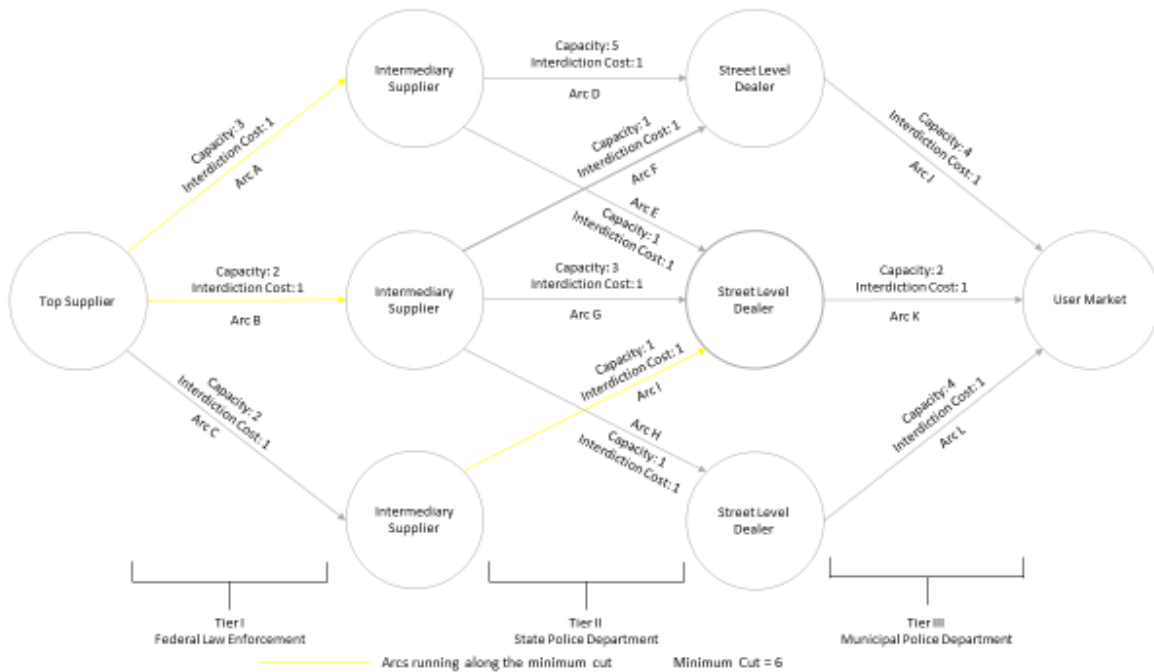 Intermediary
Supplier
Capacity: 5
Interdiction Cost: 1
Arc D
Street Level
Dealer
Capacity: 3
Interdiction Cost: 1
Arc A
Capacity: 1
Interdiction Cost: 1
Arc F
Arc E
Capacity: 1
Interdiction Cost: 1
Capacity: 4
Interdiction Cost: 1
Arc J
Top Supplier
Capacity: 2
Interdiction Cost: 1
Arc B
Intermediary
Supplier
Capacity: 3
Interdiction Cost: 1
Arc G
Street Level
Dealer
Capacity: 2
Interdiction Cost: 1
Arc K
User Market
Capacity: 2
Interdiction Cost: 1
Arc C
Capacity: 1
Interdiction Cost: 1
Arc I
Arc H
Capacity: 1
Interdiction Cost: 1
Capacity: 4
Interdiction Cost: 1
Arc L
Intermediary
Supplier
Street Level
Dealer
Tier I
Federal Law Enforcement
Tier II
State Police Department
Tier III
Municipal Police Department
Arcs running along the minimum cut
Minimum Cut = 6